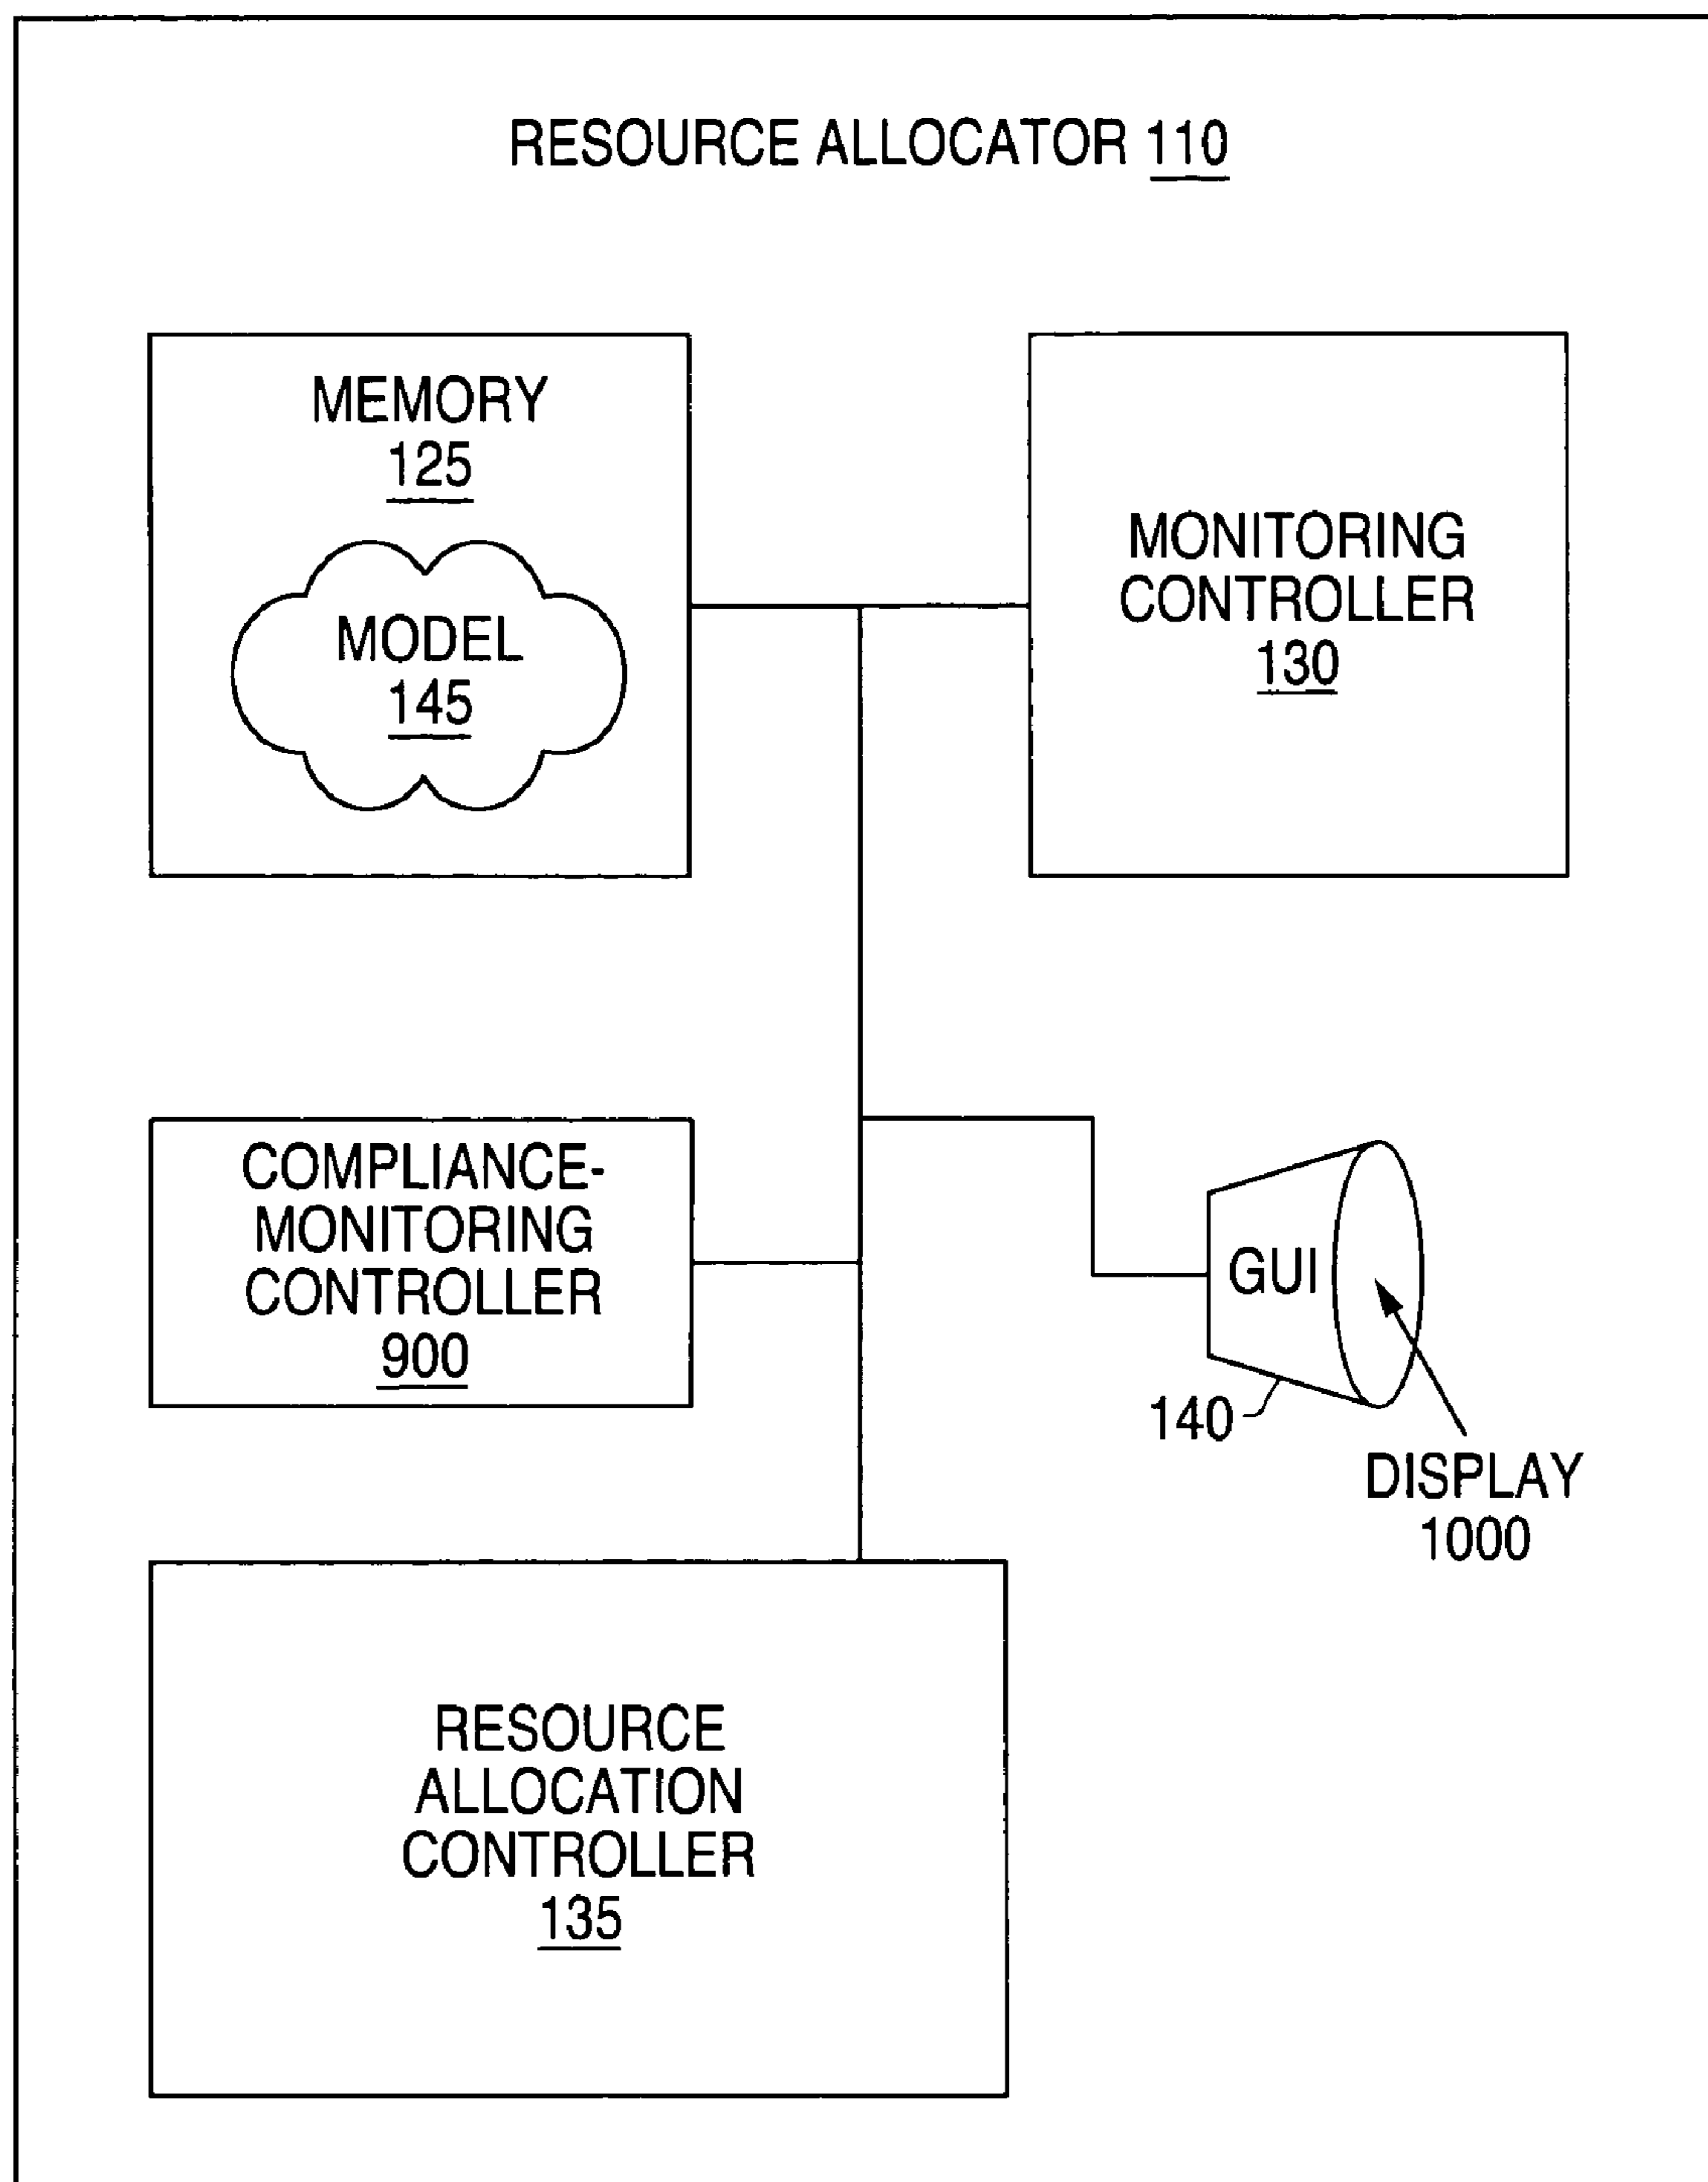 RESOURCE ALLOCATOR 110
MEMORY
125
MODEL
145
MONITORING
CONTROLLER
130
COMPLIANCE-
MONITORING
CONTROLLER
900
GUI
140
DISPLAY
1000
RESOURCE
ALLOCATION
CONTROLLER
135